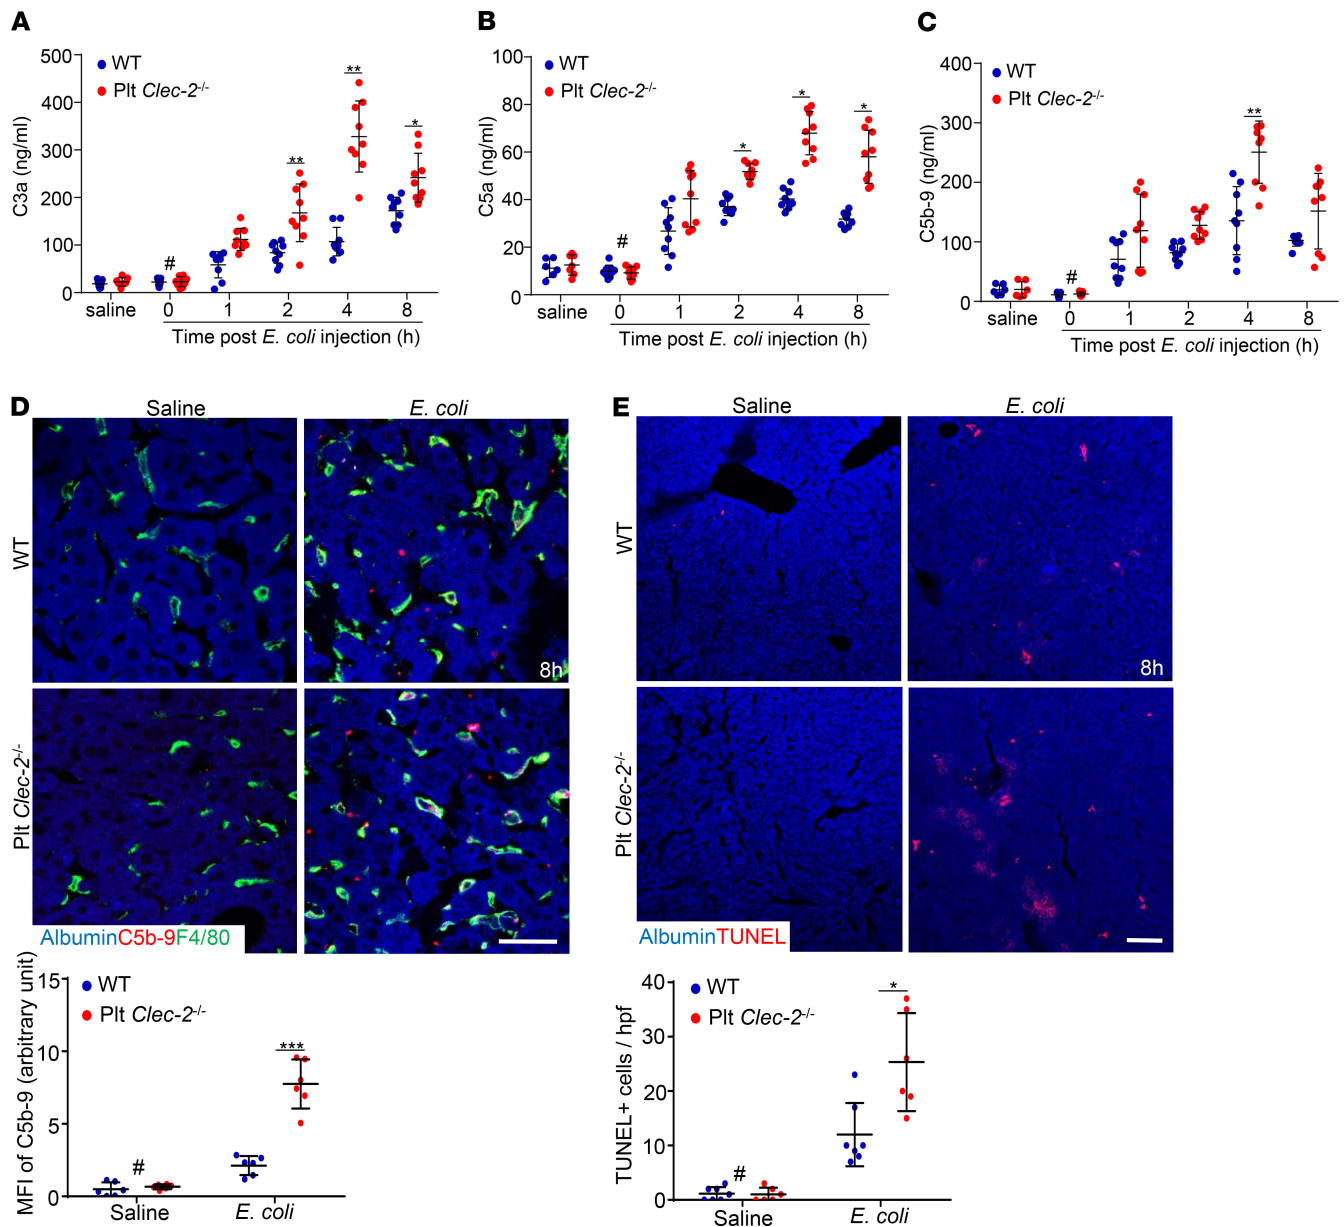 A
500
400
300
200
100
0
C3a (ng/ml)
WT
Plt Clec-2-/-
**
**
*
#
saline 0 1 2 4 8
Time post E. coli injection (h)
B
100
80
60
40
20
0
C5a (ng/ml)
WT
Plt Clec-2-/-
*
*
*
#
saline 0 1 2 4 8
Time post E. coli injection (h)
C
400
300
200
100
0
C5b-9 (ng/ml)
WT
Plt Clec-2-/-
**
#
saline 0 1 2 4 8
Time post E. coli injection (h)
D
Saline E. coli
WT
8h
Plt Clec-2-/-
AlbuminC5b-9F4/80
15
10
5
0
MFI of C5b-9 (arbitrary unit)
WT
Plt Clec-2-/-
***
#
Saline E. coli
E
Saline E. coli
WT
8h
Plt Clec-2-/-
AlbuminTUNEL
40
30
20
10
0
TUNEL+ cells / hpf
WT
Plt Clec-2-/-
*
#
Saline E. coli